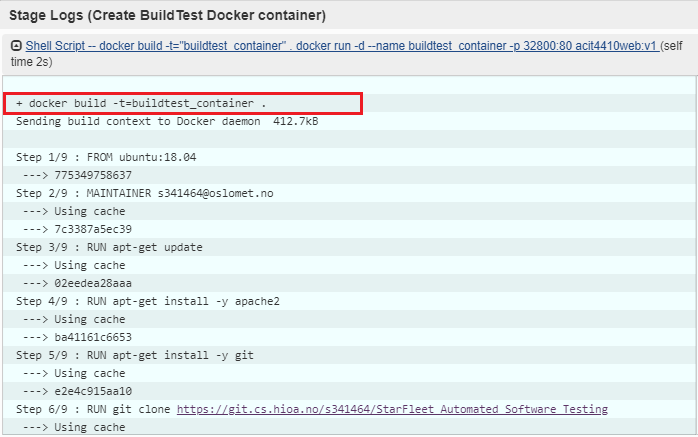 Stage Logs (Create BuildTest Docker container)
Shell Script -- docker build -t="buildtest_container" . docker run -d --name buildtest_container -p 32800:80 acit4410web:v1 (self
time 2s)
+ docker build -t=buildtest_container .
Sending build context to Docker daemon  412.7kB
Step 1/9 : FROM ubuntu:18.04
 ---> 775349758637
Step 2/9 : MAINTAINER s341464@oslomet.no
 ---> Using cache
 ---> 7c3387a5ec39
Step 3/9 : RUN apt-get update
 ---> Using cache
 ---> 02eedea28aaa
Step 4/9 : RUN apt-get install -y apache2
 ---> Using cache
 ---> ba41161c6653
Step 5/9 : RUN apt-get install -y git
 ---> Using cache
 ---> e2e4c915aa10
Step 6/9 : RUN git clone https://git.cs.hioa.no/s341464/StarFleet_Automated_Software_Testing
 ---> Using cache